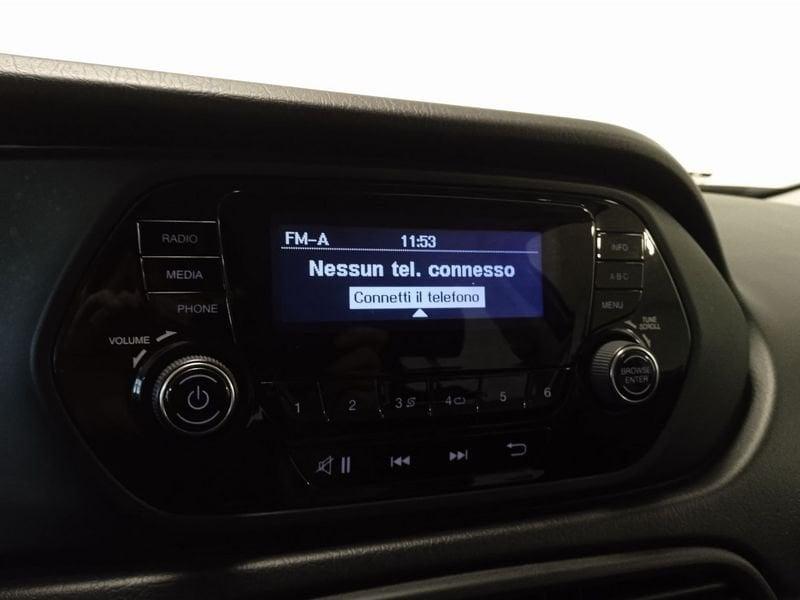 RADIO
MEDIA
PHONE
VOLUME
FM-A 11:53
Nessun tel. connesso
Connetti il telefono
INFO
A-B-C
MENU
TUNE
SCROLL
BROWSE
ENTER
1 2 3 4 5 6